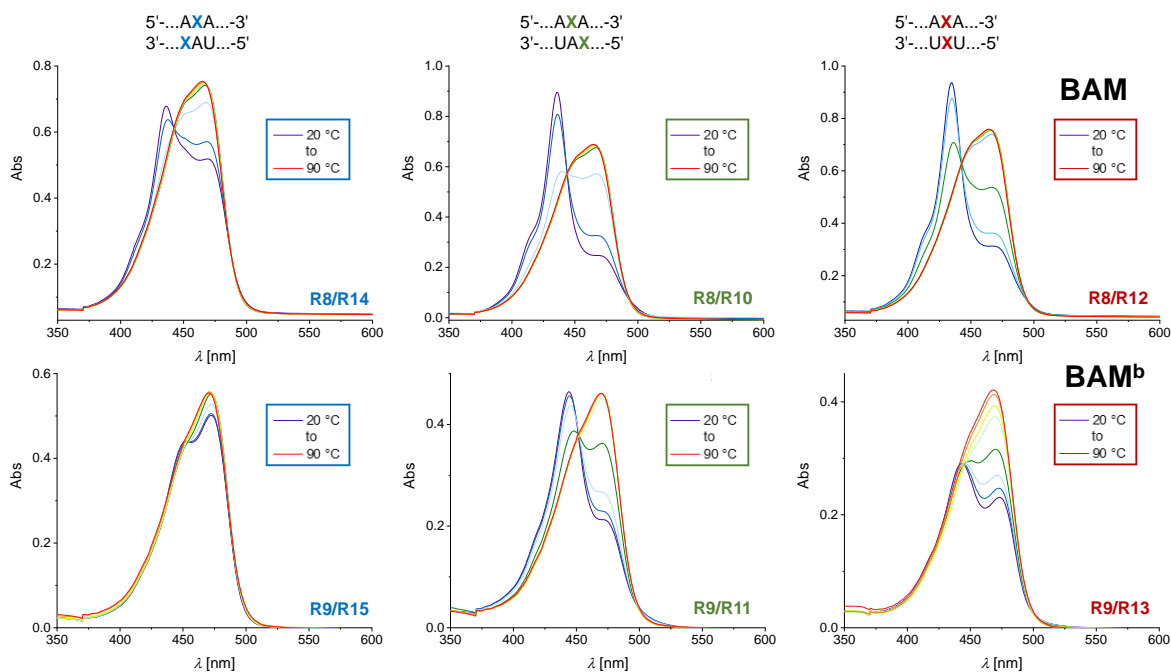 5'-...AXA...-3'
3'-...XAU...-5'
5'-...AXA...-3'
3'-...UAX...-5'
5'-...AXA...-3'
3'-...UXU...-5'
BAM
0.8
0.6
0.4
0.2
Abs
20 °C
to
90 °C
R8/R14
350 400 450 500 550 600
λ [nm]
1.0
0.8
0.6
0.4
0.2
0.0
Abs
20 °C
to
90 °C
R8/R10
350 400 450 500 550 600
λ [nm]
1.0
0.8
0.6
0.4
0.2
Abs
20 °C
to
90 °C
R8/R12
350 400 450 500 550 600
λ [nm]
BAMᵇ
0.6
0.4
0.2
0.0
Abs
20 °C
to
90 °C
R9/R15
350 400 450 500 550 600
λ [nm]
0.4
0.2
0.0
Abs
20 °C
to
90 °C
R9/R11
350 400 450 500 550 600
λ [nm]
0.4
0.2
0.0
Abs
20 °C
to
90 °C
R9/R13
350 400 450 500 550 600
λ [nm]